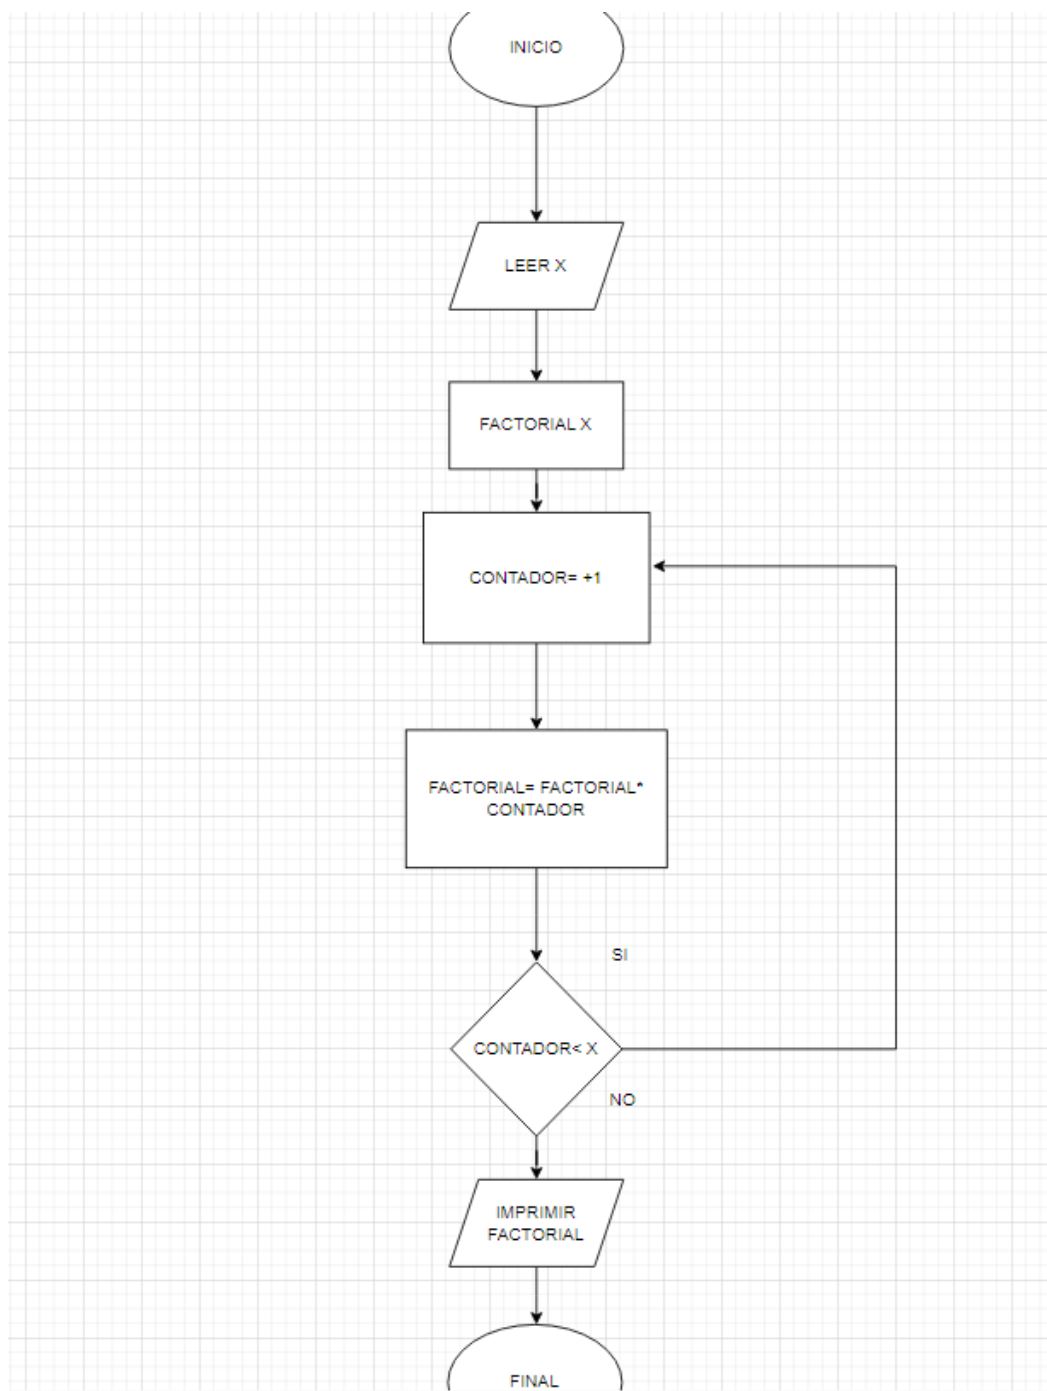 INICIO
LEER X
FACTORIAL X
CONTADOR= +1
FACTORIAL= FACTORIAL*
CONTADOR
SI
CONTADOR< X
NO
IMPRIMIR
FACTORIAL
FINAL